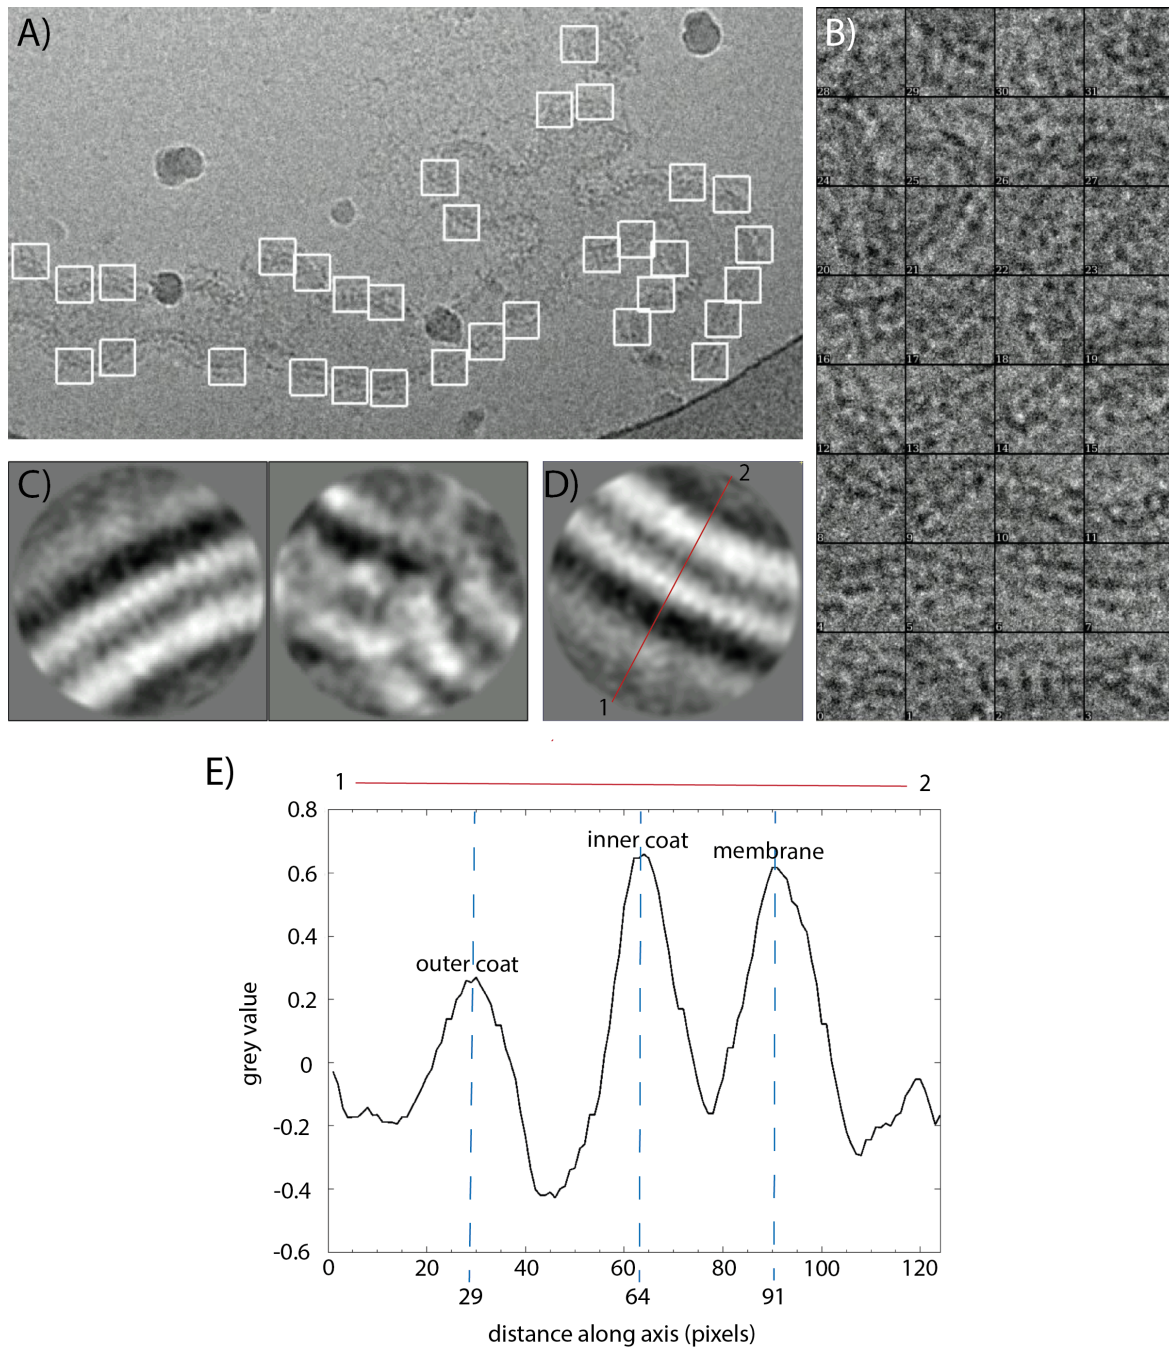 A)
B)
28 29 30 31
24 25 26 27
20 21 22 23
16 17 18 19
12 13 14 15
8 9 10 11
4 5 6 7
0 1 2 3
C)
D)
2
1
E)
1 2
0.8
inner coat
membrane
0.6
0.4
outer coat
0.2
grey value
0
-0.2
-0.4
-0.6
0 20 40 60 80 100 120
29 64 91
distance along axis (pixels)